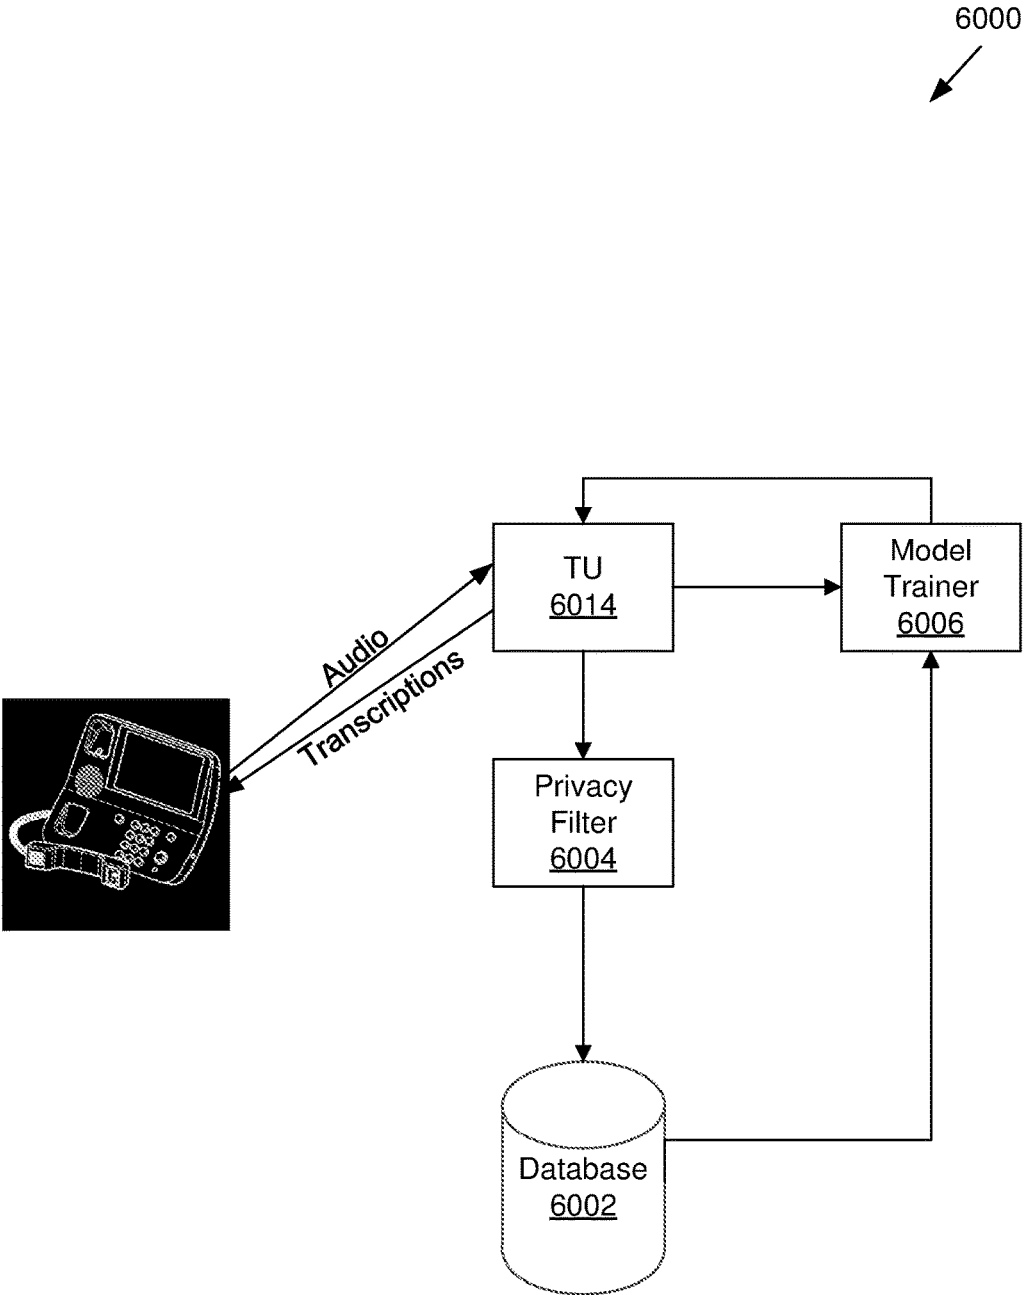 6000
TU
6014
Model
Trainer
6006
Audio
Transcriptions
Privacy
Filter
6004
Database
6002